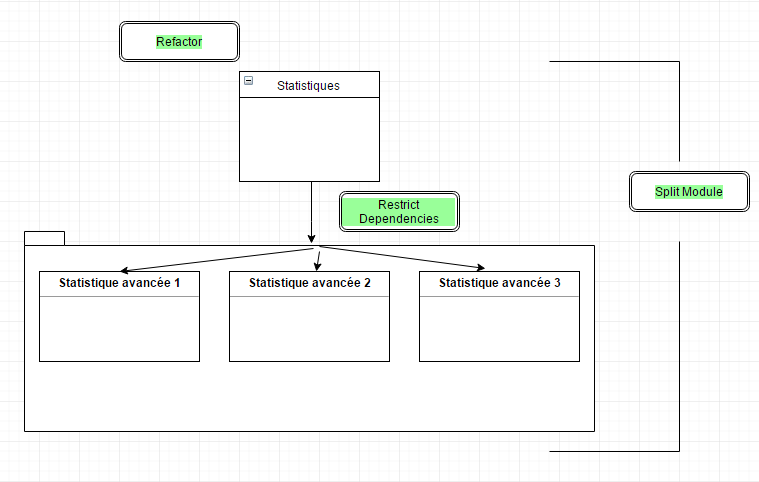 Refactor
Statistiques
Split Module
Restrict
Dependencies
Statistique avancée 1
Statistique avancée 2
Statistique avancée 3